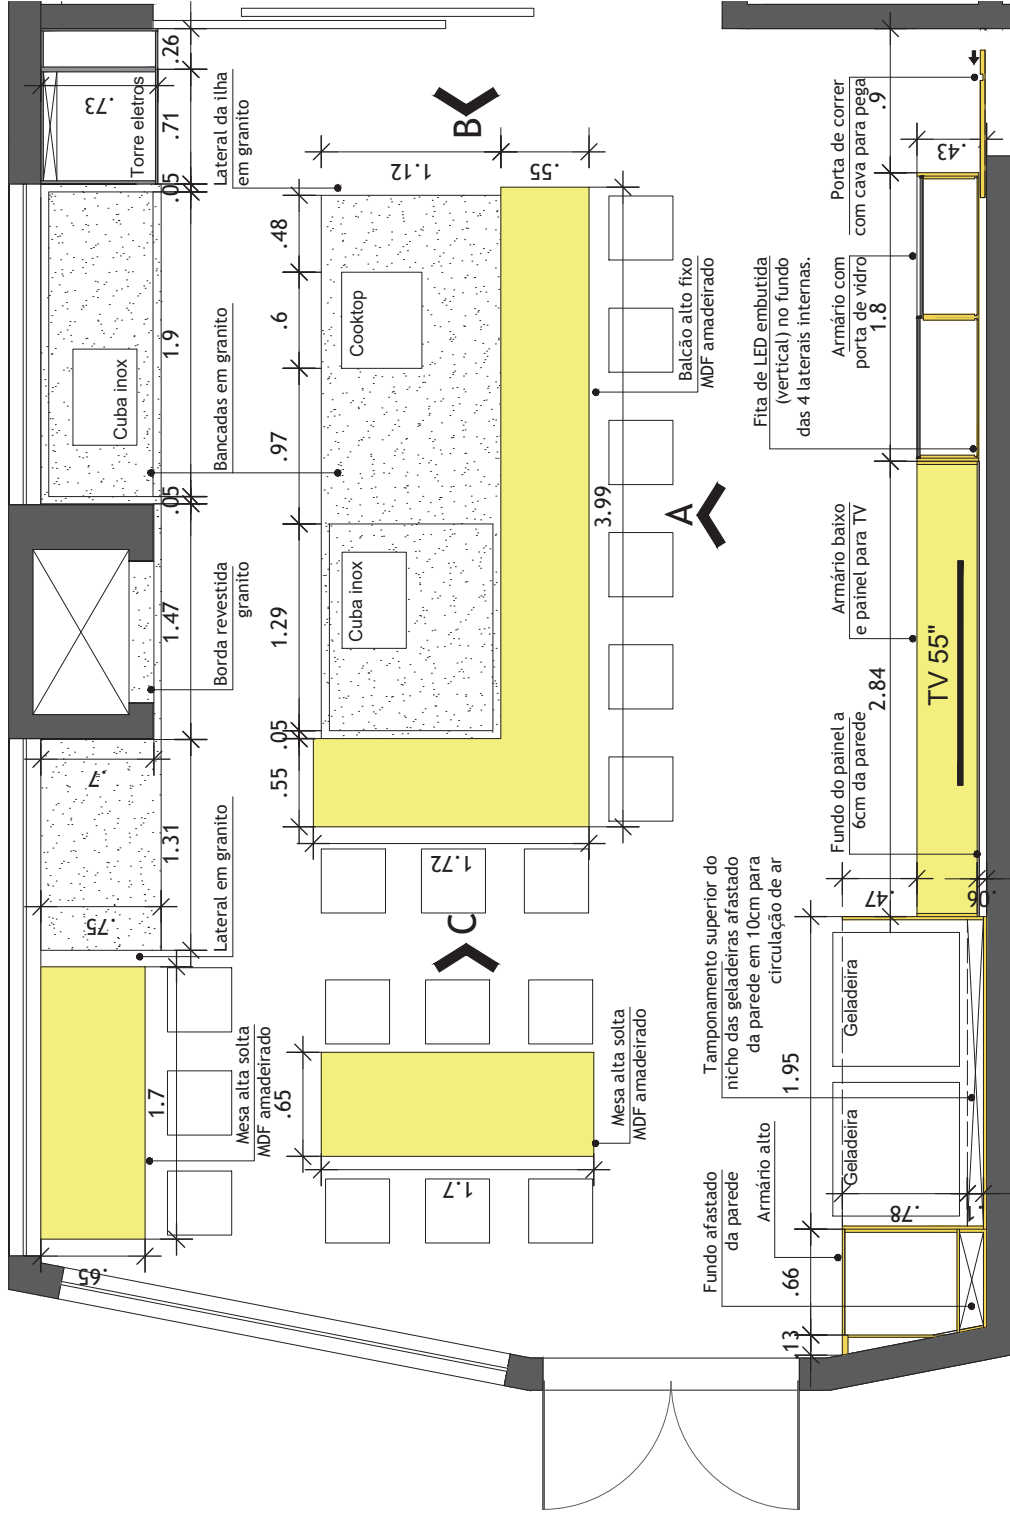 .26
.73
Torre eletros
.71
.05
Lateral da ilha
em granito
B
1.12
.55
.48
Cuba inox
1.9
Bancadas em granito
.6
Cooktop
.97
.05
Balcão alto fixo
MDF amadeirado
3.99
A
Borda revestida
granito
1.47
1.29
Cuba inox
.05
.55
.7
1.31
.75
Lateral em granito
1.72
C
1.7
Mesa alta solta
MDF amadeirado
.65
.65
1.7
Mesa alta solta
MDF amadeirado
.9
Porta de correr
com cava para pega
.43
Armário com
porta de vidro
1.8
Fita de LED embutida
(vertical) no fundo
das 4 laterais internas.
Armário baixo
e painel para TV
TV 55"
2.84
Fundo do painel a
6cm da parede
.47
.06
Tamponamento superior do
nicho das geladeiras afastado
da parede em 10cm para
circulação de ar
Geladeira
1.95
Geladeira
.78
.1
Armário alto
Fundo afastado
da parede
.66
13